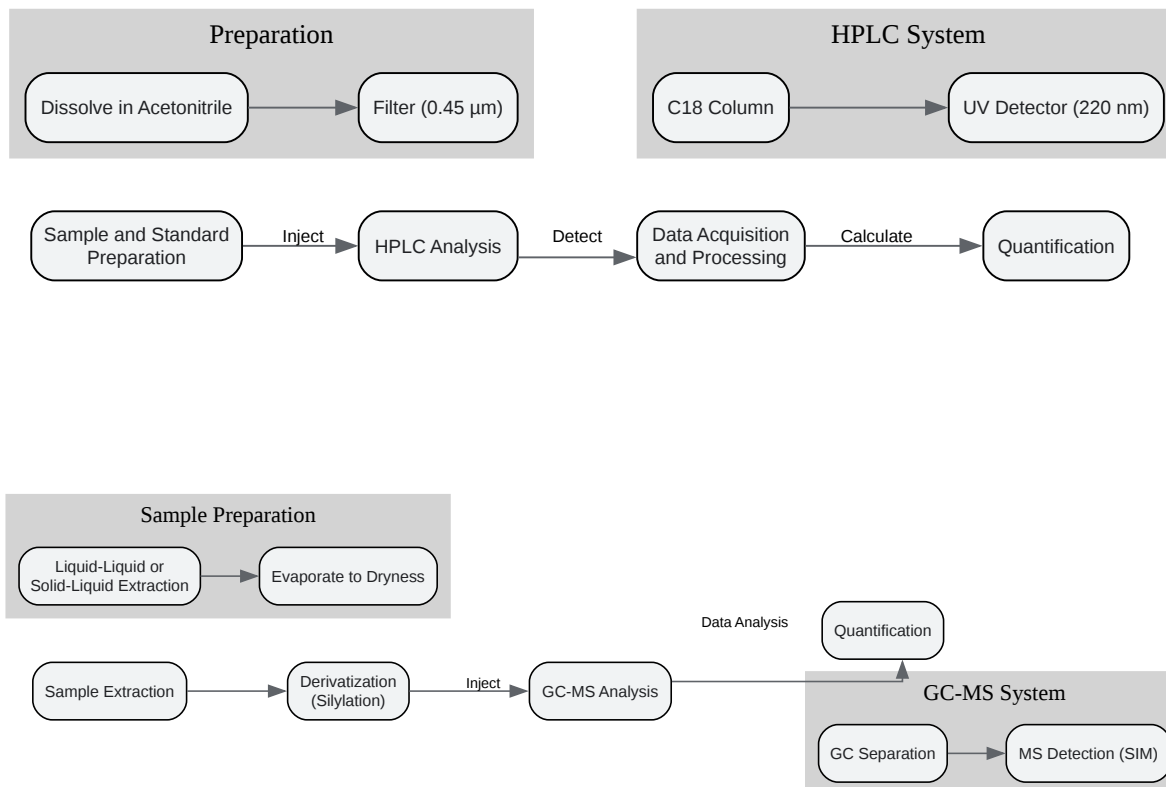 Preparation
HPLC System
Dissolve in Acetonitrile
Filter (0.45 µm)
C18 Column
UV Detector (220 nm)
Sample and Standard
Preparation
Inject
HPLC Analysis
Detect
Data Acquisition
and Processing
Calculate
Quantification
Sample Preparation
Liquid-Liquid or
Solid-Liquid Extraction
Evaporate to Dryness
Data Analysis
Quantification
Sample Extraction
Derivatization
(Silylation)
Inject
GC-MS Analysis
GC-MS System
GC Separation
MS Detection (SIM)